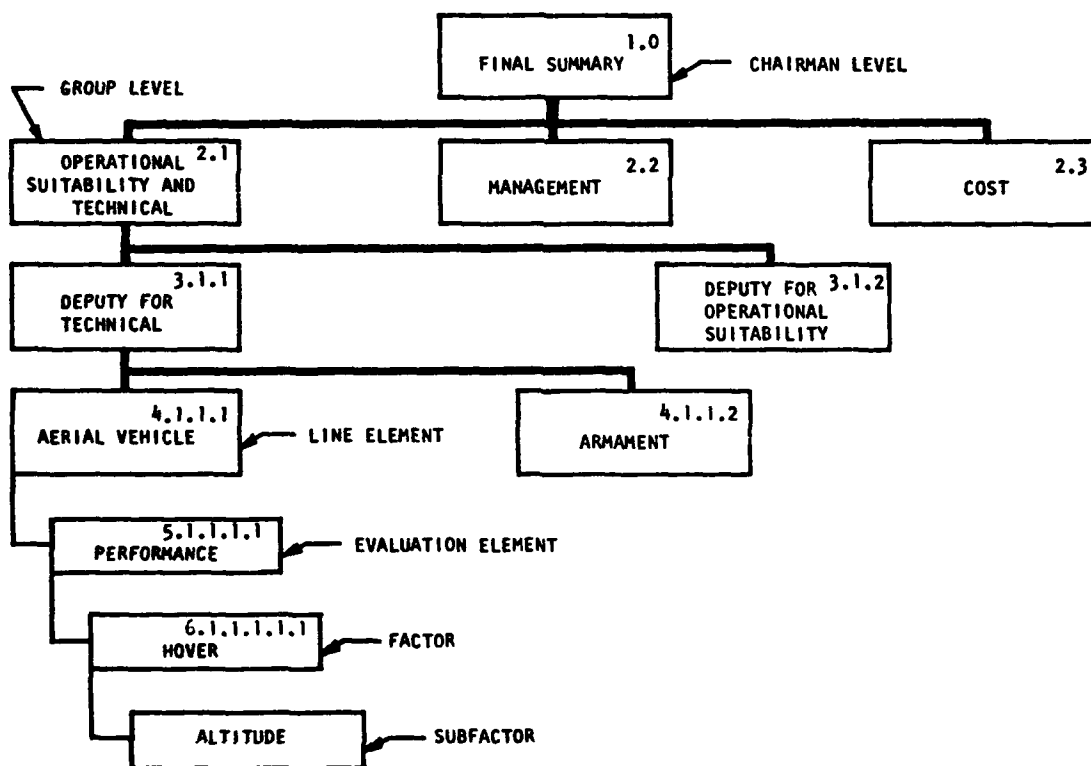 1.0
FINAL SUMMARY
CHAIRMAN LEVEL
GROUP LEVEL
2.1
OPERATIONAL
SUITABILITY AND
TECHNICAL
2.2
MANAGEMENT
2.3
COST
3.1.1
DEPUTY FOR
TECHNICAL
3.1.2
DEPUTY FOR
OPERATIONAL
SUITABILITY
4.1.1.1
AERIAL VEHICLE
LINE ELEMENT
4.1.1.2
ARMAMENT
5.1.1.1.1
PERFORMANCE
EVALUATION ELEMENT
6.1.1.1.1.1
HOVER
FACTOR
ALTITUDE
SUBFACTOR